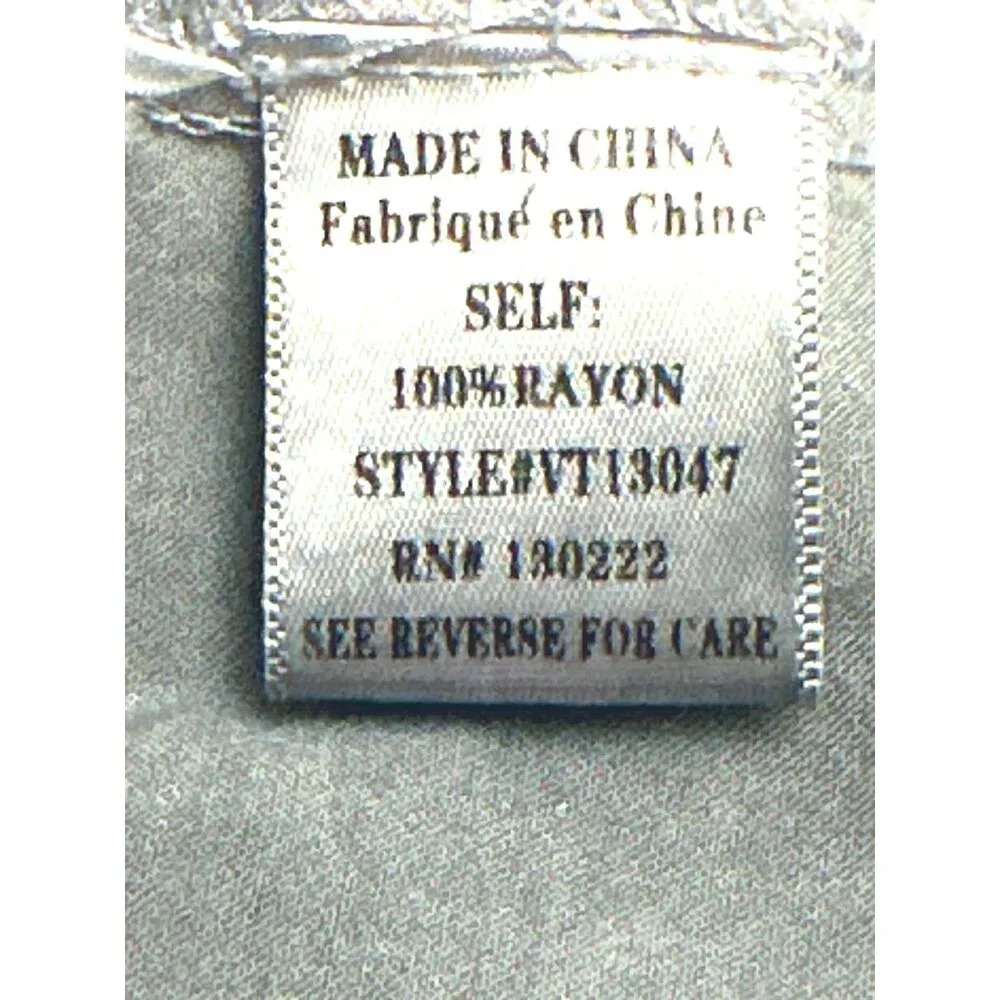 MADE IN CHINA
Fabriqué en Chine
SELF:
100%RAYON
STYLE#VT13047
RN# 130222
SEE REVERSE FOR CARE